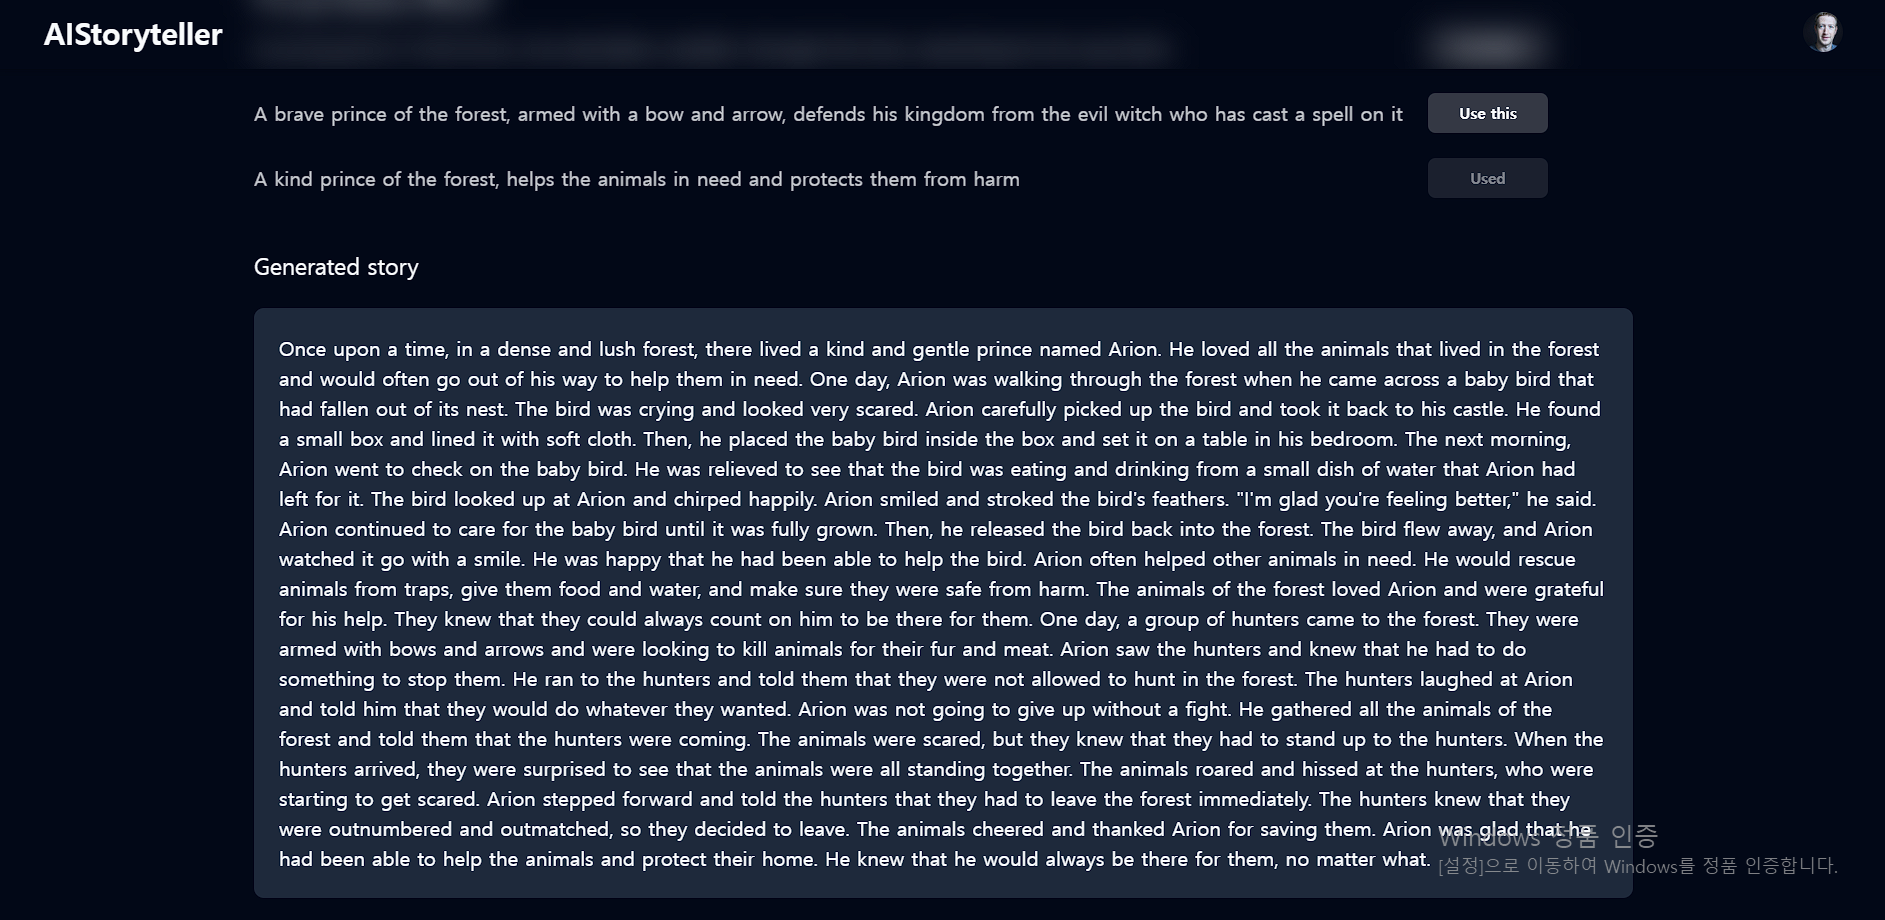 AIStoryteller
A brave prince of the forest, armed with a bow and arrow, defends his kingdom from the evil witch who has cast a spell on it
Use this
A kind prince of the forest, helps the animals in need and protects them from harm
Used
Generated story
Once upon a time, in a dense and lush forest, there lived a kind and gentle prince named Arion. He loved all the animals that lived in the forest
and would often go out of his way to help them in need. One day, Arion was walking through the forest when he came across a baby bird that
had fallen out of its nest. The bird was crying and looked very scared. Arion carefully picked up the bird and took it back to his castle. He found
a small box and lined it with soft cloth. Then, he placed the baby bird inside the box and set it on a table in his bedroom. The next morning,
Arion went to check on the baby bird. He was relieved to see that the bird was eating and drinking from a small dish of water that Arion had
left for it. The bird looked up at Arion and chirped happily. Arion smiled and stroked the bird's feathers. "I'm glad you're feeling better," he said.
Arion continued to care for the baby bird until it was fully grown. Then, he released the bird back into the forest. The bird flew away, and Arion
watched it go with a smile. He was happy that he had been able to help the bird. Arion often helped other animals in need. He would rescue
animals from traps, give them food and water, and make sure they were safe from harm. The animals of the forest loved Arion and were grateful
for his help. They knew that they could always count on him to be there for them. One day, a group of hunters came to the forest. They were
armed with bows and arrows and were looking to kill animals for their fur and meat. Arion saw the hunters and knew that he had to do
something to stop them. He ran to the hunters and told them that they were not allowed to hunt in the forest. The hunters laughed at Arion
and told him that they would do whatever they wanted. Arion was not going to give up without a fight. He gathered all the animals of the
forest and told them that the hunters were coming. The animals were scared, but they knew that they had to stand up to the hunters. When the
hunters arrived, they were surprised to see that the animals were all standing together. The animals roared and hissed at the hunters, who were
starting to get scared. Arion stepped forward and told the hunters that they had to leave the forest immediately. The hunters knew that they
were outnumbered and outmatched, so they decided to leave. The animals cheered and thanked Arion for saving them. Arion was glad that he
had been able to help the animals and protect their home. He knew that he would always be there for them, no matter what.
Windows 정품 인증
[설정]으로 이동하여 Windows를 정품 인증합니다.